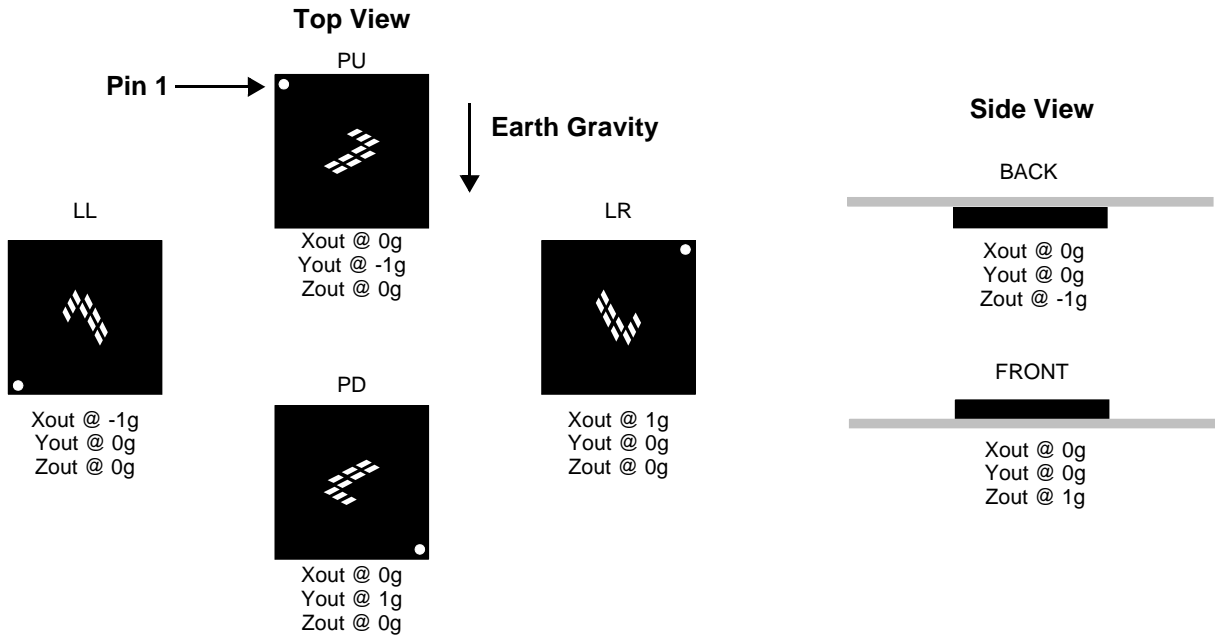 Top View
PU
Pin 1
Earth Gravity
Xout @ 0g
Yout @ -1g
Zout @ 0g
LL
Xout @ -1g
Yout @ 0g
Zout @ 0g
LR
Xout @ 1g
Yout @ 0g
Zout @ 0g
PD
Xout @ 0g
Yout @ 1g
Zout @ 0g
Side View
BACK
Xout @ 0g
Yout @ 0g
Zout @ -1g
FRONT
Xout @ 0g
Yout @ 0g
Zout @ 1g